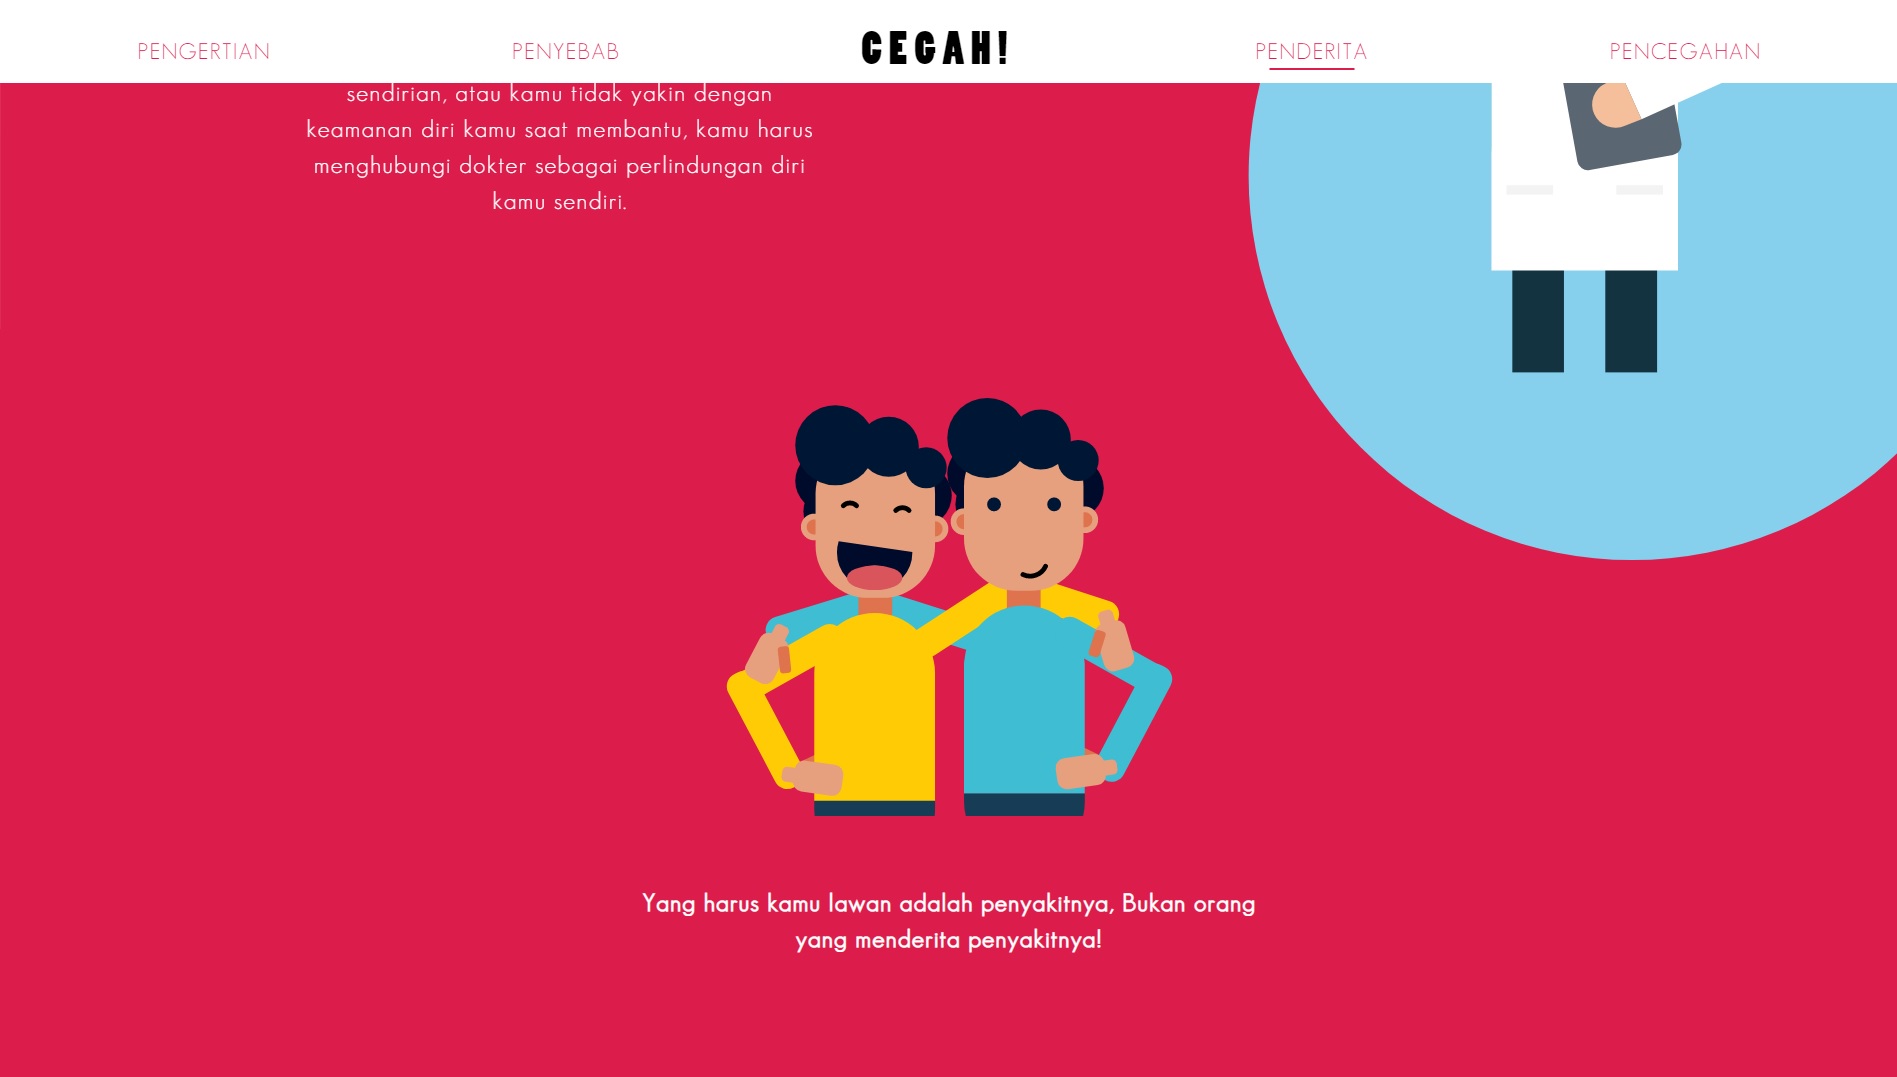 PENGERTIAN PENYEBAB CEGAH! PENDERITA PENCEGAHAN
sendirian, atau kamu tidak yakin dengan
keamanan diri kamu saat membantu, kamu harus
menghubungi dokter sebagai perlindungan diri
kamu sendiri.
Yang harus kamu lawan adalah penyakitnya, Bukan orang
yang menderita penyakitnya!